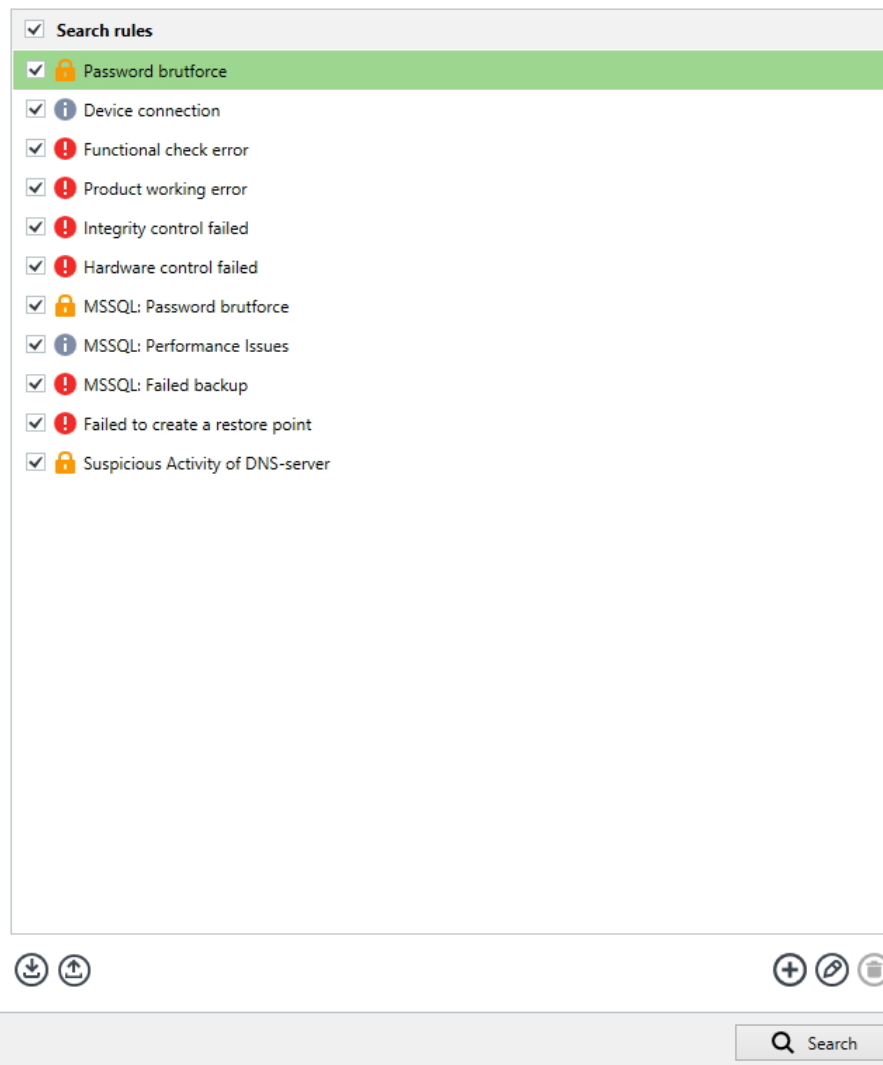 Search rules
Password brutforce
Device connection
Functional check error
Product working error
Integrity control failed
Hardware control failed
MSSQL: Password brutforce
MSSQL: Performance Issues
MSSQL: Failed backup
Failed to create a restore point
Suspicious Activity of DNS-server
Search